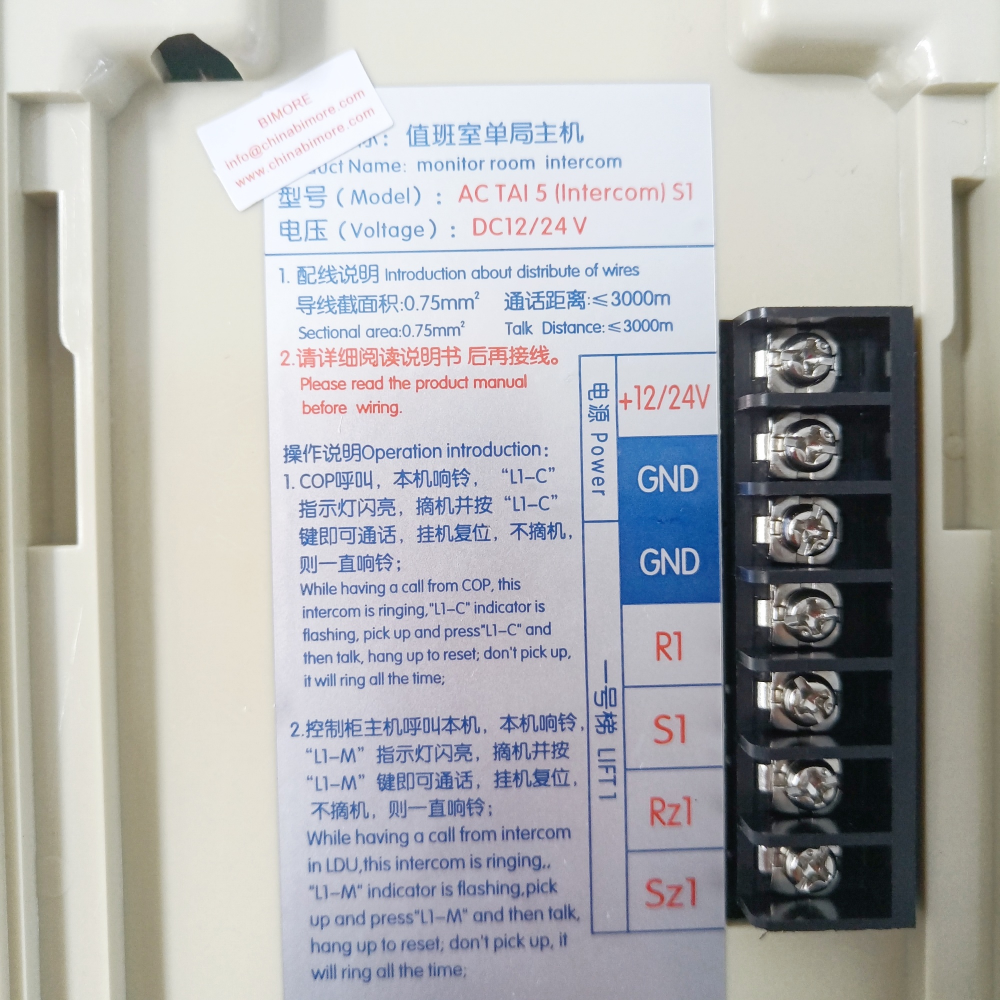 BIMORE
info@chinabimore.com
www.chinabimore.com
值班室单局主机
Name: monitor room intercom
型号 (Model) : AC TAI 5 (Intercom) S1
电压 (Voltage) : DC12/24 V
1. 配线说明 Introduction about distribute of wires
导线截面积:0.75mm² 通话距离:≤3000m
Sectional area:0.75mm² Talk Distance:≤3000m
2.请详细阅读说明书 后再接线。
Please read the product manual
before wiring.
操作说明Operation introduction:
1. COP呼叫，本机响铃，“L1-C”
指示灯闪亮，摘机并按“L1-C”
键即可通话，挂机复位，不摘机，
则一直响铃；
While having a call from COP, this
intercom is ringing,"L1-C" indicator is
flashing, pick up and press"L1-C" and
then talk, hang up to reset; don't pick up,
it will ring all the time;
2.控制柜主机呼叫本机，本机响铃，
“L1-M” 指示灯闪亮，摘机并按
“L1-M” 键即可通话，挂机复位，
不摘机，则一直响铃；
While having a call from intercom
in LDU,this intercom is ringing,,
"L1-M" indicator is flashing,pick
up and press"L1-M" and then talk,
hang up to reset; don't pick up, it
will ring all the time;
电源 Power
+12/24V
GND
GND
一号梯 LIFT 1
R1
S1
Rz1
Sz1